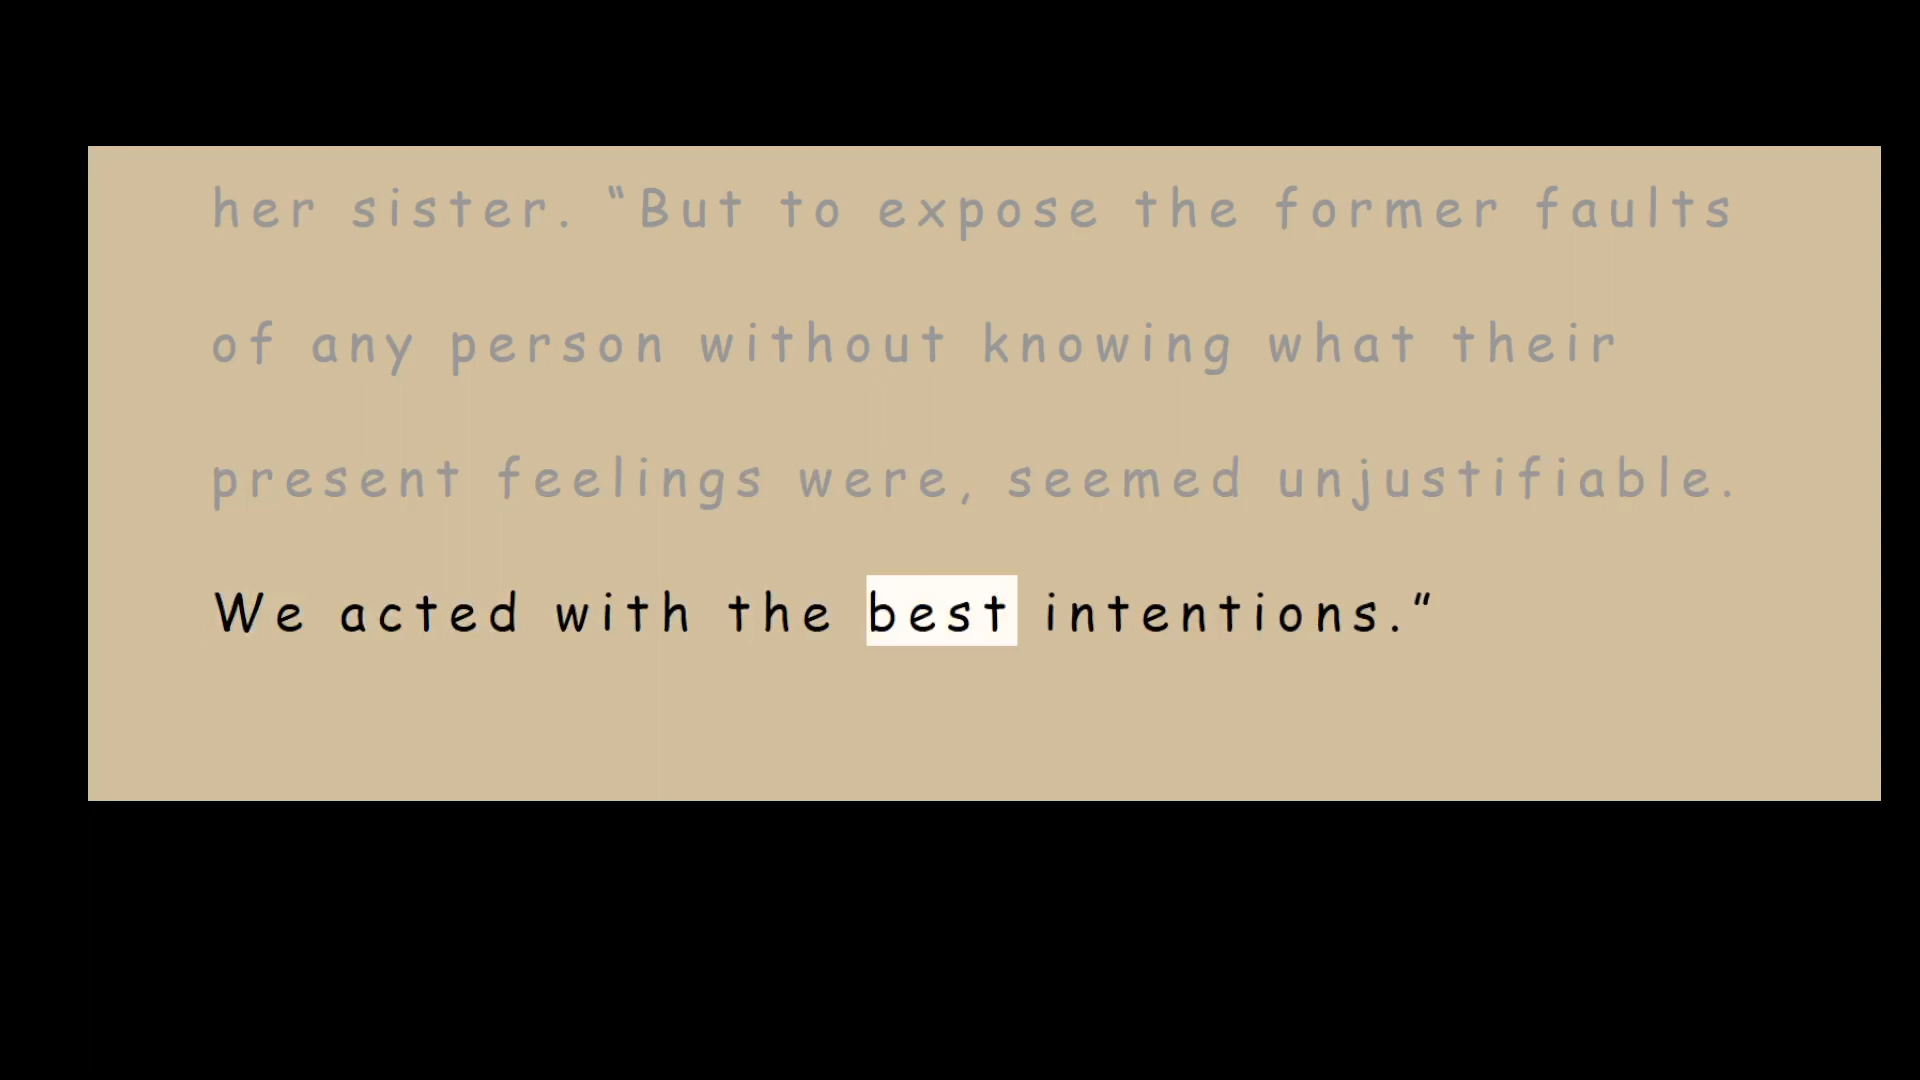 her sister. “But to expose the former faults
of any person without knowing what their
present feelings were, seemed unjustifiable.
We acted with the best intentions.”